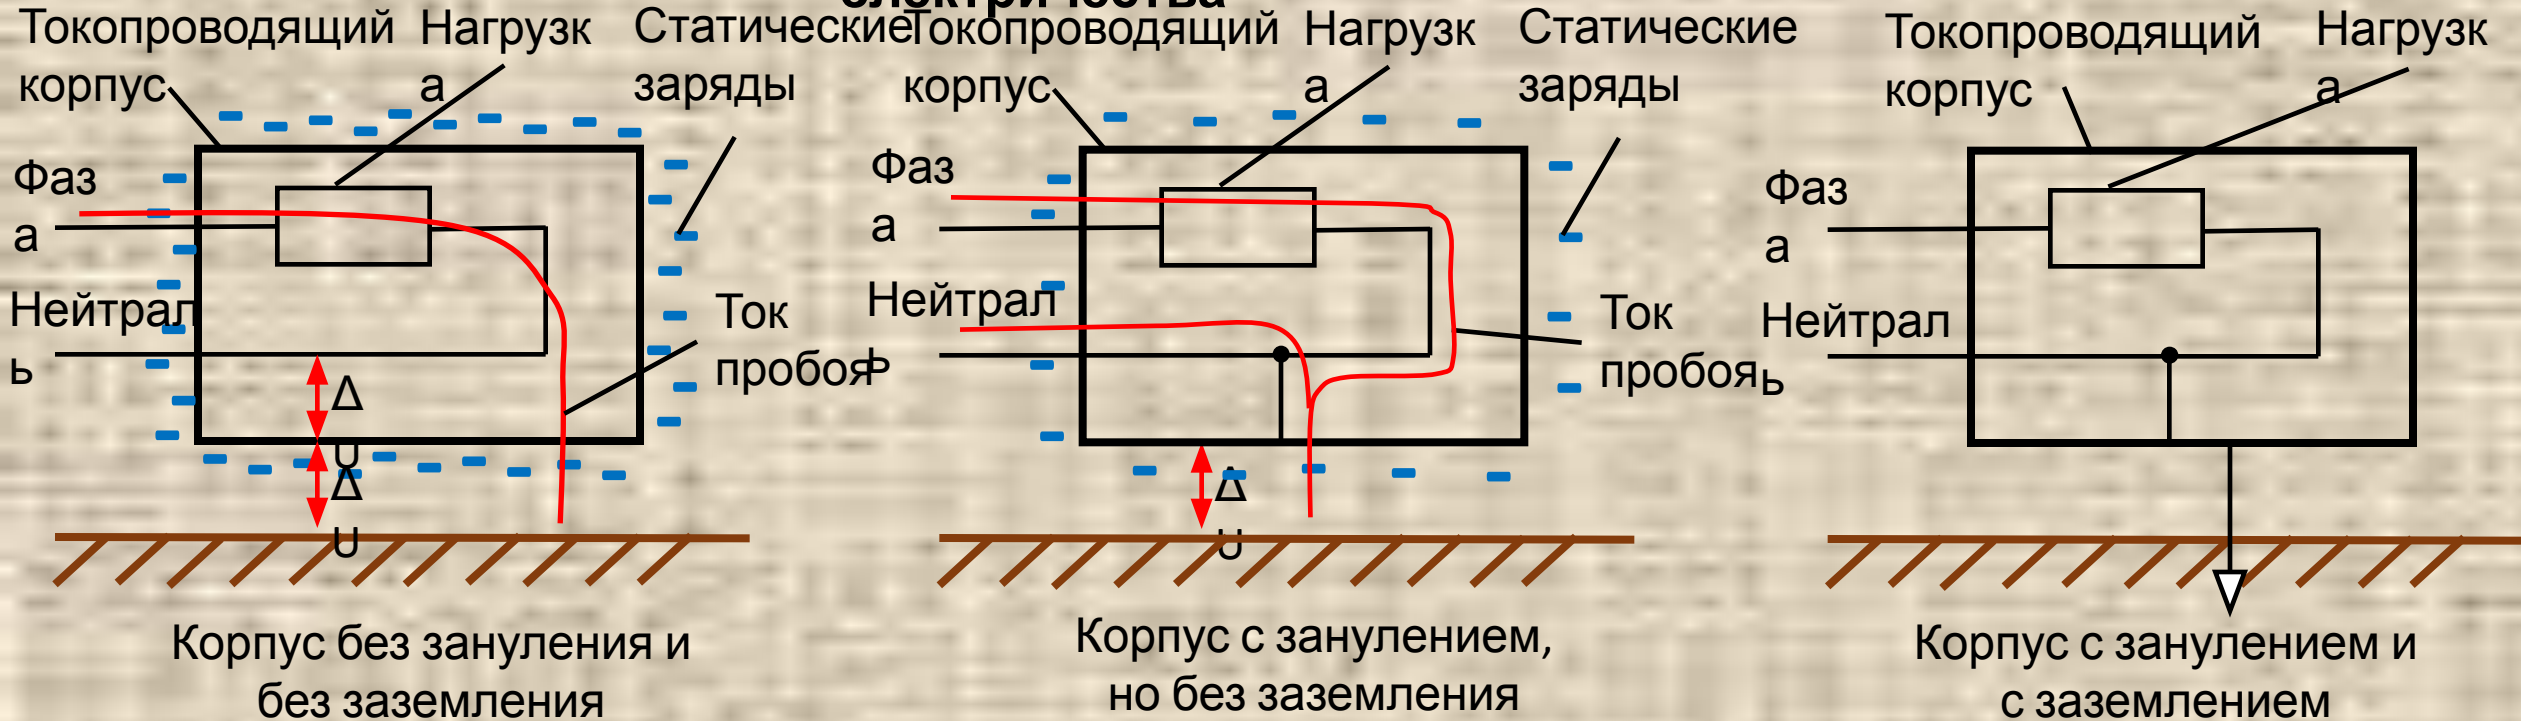 электричества
Токопроводящий
корпус
Нагрузк
а
Статические
заряды
Фаз
а
Нейтрал
ь
Δ
U
Δ
U
Ток
пробоя
Корпус без зануления и
без заземления
Токопроводящий
корпус
Нагрузк
а
Статические
заряды
Фаз
а
Нейтрал
ь
Δ
U
Ток
пробоя
Корпус с занулением,
но без заземления
Токопроводящий
корпус
Нагрузк
а
Фаз
а
Нейтрал
ь
Корпус с занулением и
с заземлением